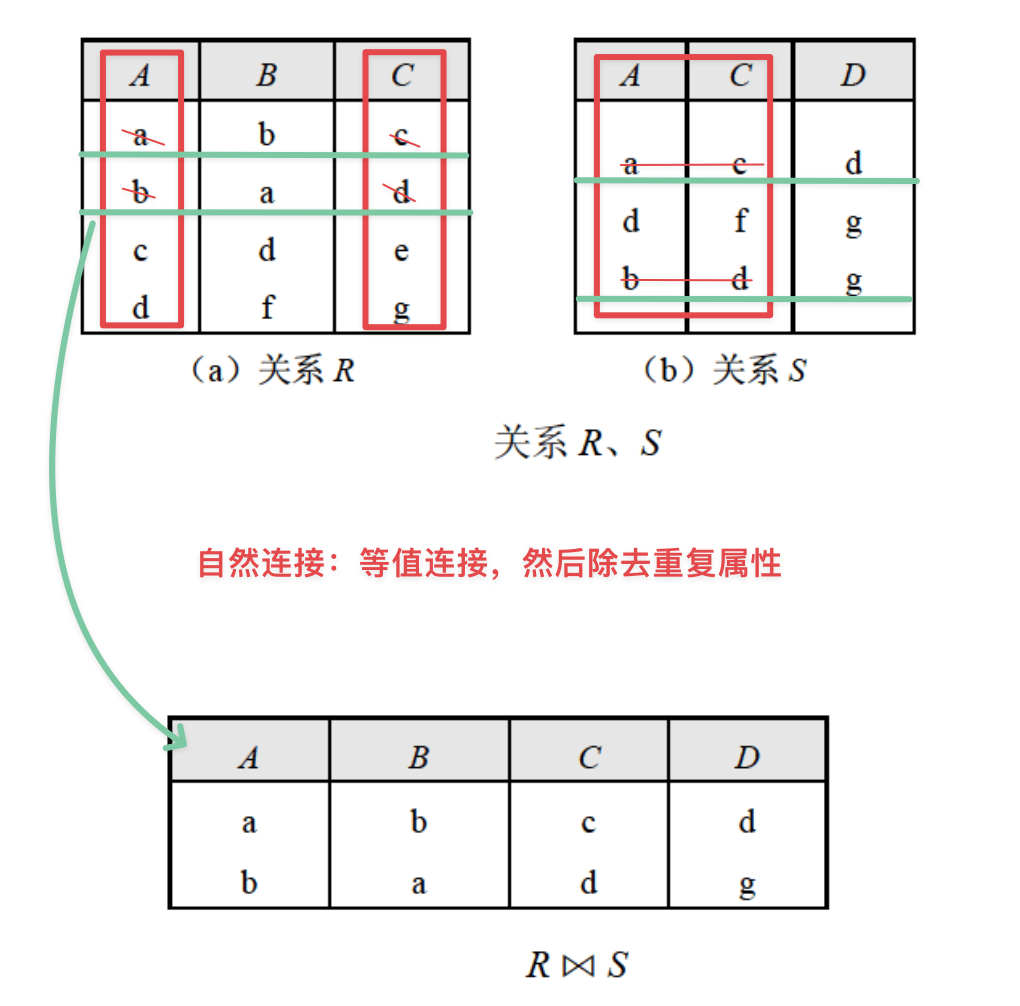 A B C A C D
a b c
a c d
b a d
d f g
c d e
b d g
d f g
（a）关系 R （b）关系 S
关系 R、S
自然连接：等值连接，然后除去重复属性
A B C D
a b c d
b a d g
R ⋈ S